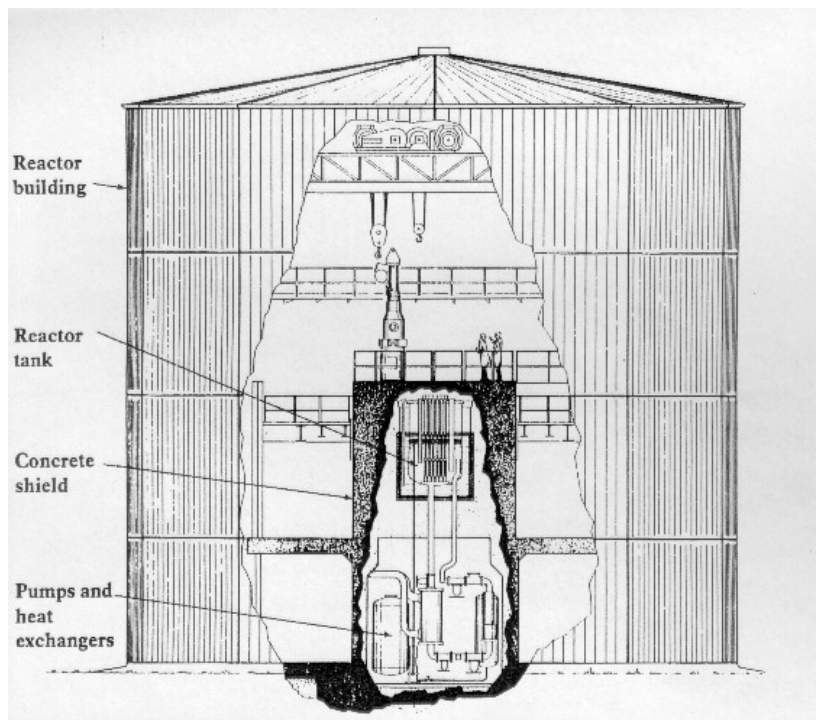 Reactor
building
Reactor
tank
Concrete
shield
Pumps and
heat
exchangers